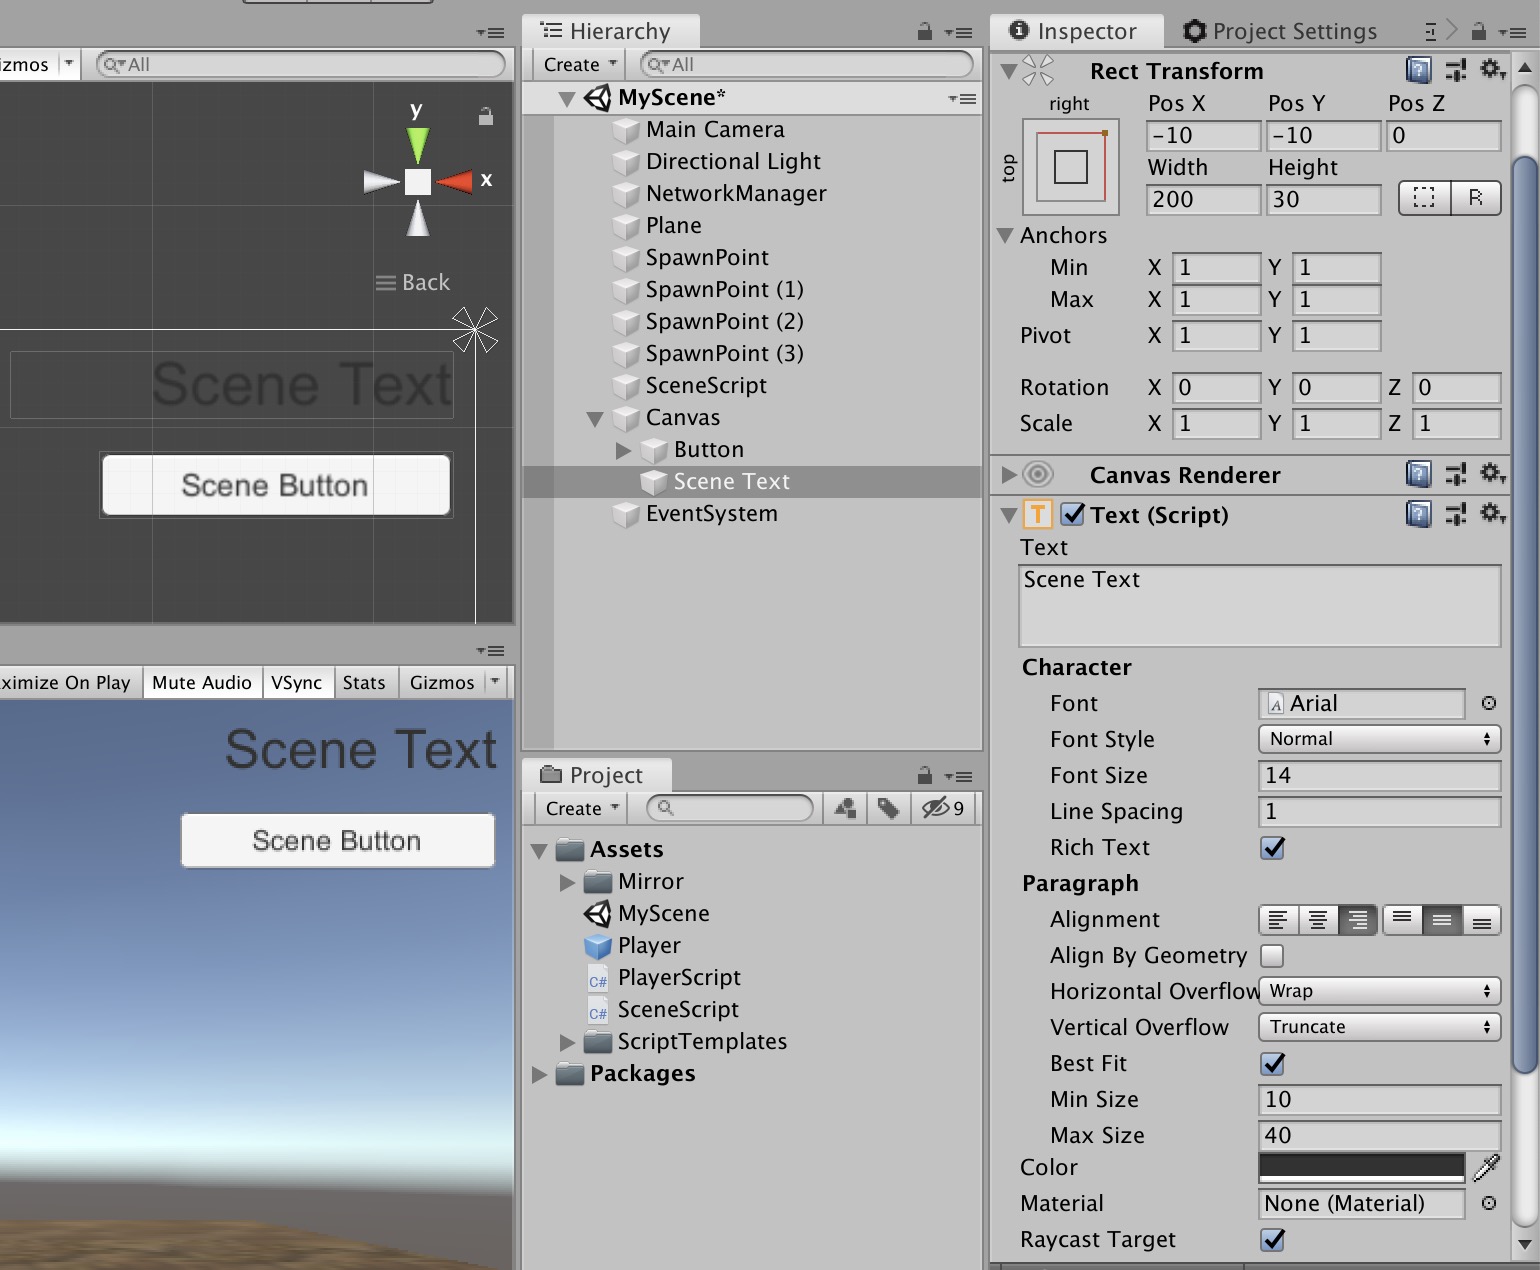 izmos
All
y
x
Back
Scene Text
Scene Button
ximize On Play Mute Audio VSync Stats Gizmos
Scene Text
Scene Button
Hierarchy
Create All
MyScene*
Main Camera
Directional Light
NetworkManager
Plane
SpawnPoint
SpawnPoint (1)
SpawnPoint (2)
SpawnPoint (3)
SceneScript
Canvas
Button
Scene Text
EventSystem
Project
Create 9
Assets
Mirror
MyScene
Player
C# PlayerScript
C# SceneScript
ScriptTemplates
Packages
Inspector Project Settings
Rect Transform
right Pos X Pos Y Pos Z
top -10 -10 0
Width Height
200 30 R
Anchors
Min X 1 Y 1
Max X 1 Y 1
Pivot X 1 Y 1
Rotation X 0 Y 0 Z 0
Scale X 1 Y 1 Z 1
Canvas Renderer
T Text (Script)
Text
Scene Text
Character
Font A Arial
Font Style Normal
Font Size 14
Line Spacing 1
Rich Text
Paragraph
Alignment
Align By Geometry
Horizontal Overflow Wrap
Vertical Overflow Truncate
Best Fit
Min Size 10
Max Size 40
Color
Material None (Material)
Raycast Target